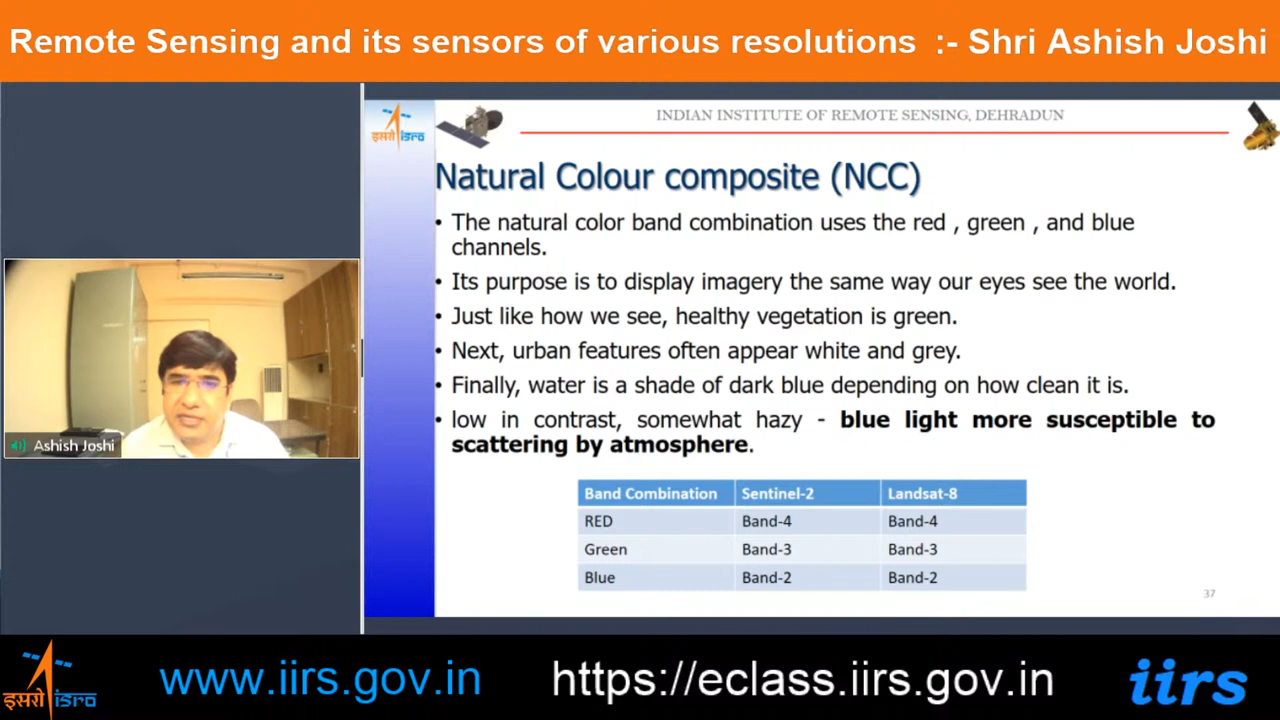 Remote Sensing and its sensors of various resolutions :- Shri Ashish Joshi
इसरो isro
INDIAN INSTITUTE OF REMOTE SENSING, DEHRADUN
Natural Colour composite (NCC)
• The natural color band combination uses the red , green , and blue
channels.
• Its purpose is to display imagery the same way our eyes see the world.
• Just like how we see, healthy vegetation is green.
• Next, urban features often appear white and grey.
• Finally, water is a shade of dark blue depending on how clean it is.
• low in contrast, somewhat hazy - blue light more susceptible to
scattering by atmosphere.
Band Combination Sentinel-2 Landsat-8
RED Band-4 Band-4
Green Band-3 Band-3
Blue Band-2 Band-2
37
Ashish Joshi
इसरो isro
www.iirs.gov.in https://eclass.iirs.gov.in iirs